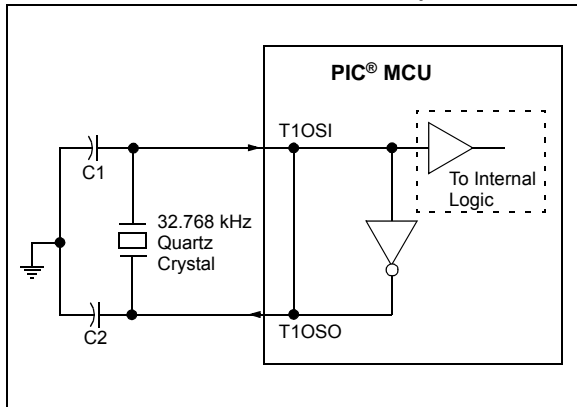 PIC® MCU
T1OSI
C1
To Internal
Logic
32.768 kHz
Quartz
Crystal
T1OSO
C2